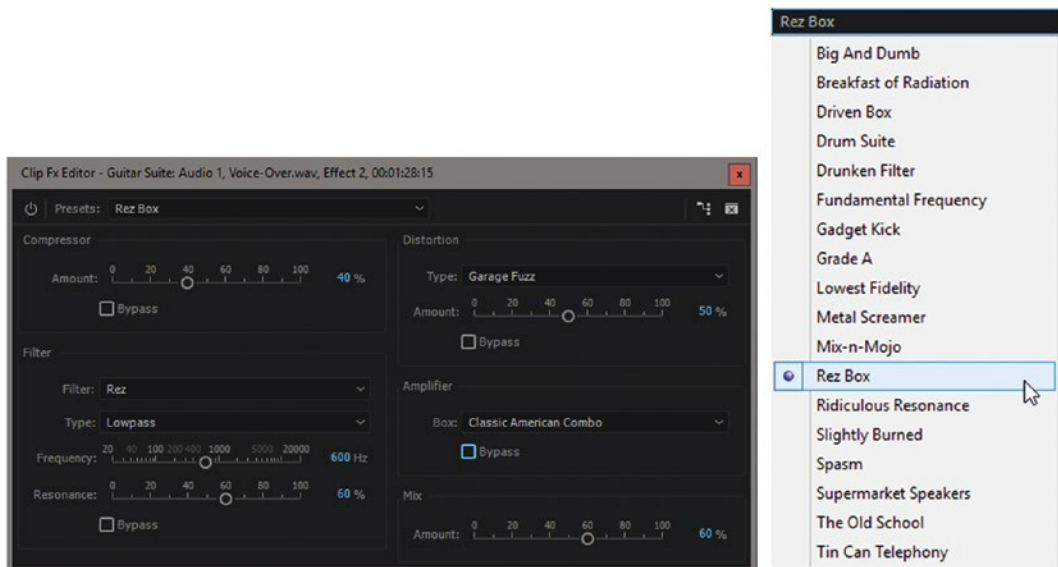 Clip Fx Editor - Guitar Suite: Audio 1, Voice-Over.wav, Effect 2, 00:01:28:15
x
Presets: Rez Box
Compressor
Amount: 0 20 40 60 80 100 40 %
Bypass
Filter
Filter: Rez
Type: Lowpass
Frequency: 20 40 100 200 400 1000 5000 20000 600 Hz
Resonance: 0 20 40 60 80 100 60 %
Bypass
Distortion
Type: Garage Fuzz
Amount: 0 20 40 60 80 100 50 %
Bypass
Amplifier
Box: Classic American Combo
Bypass
Mix
Amount: 0 20 40 60 80 100 60 %
Rez Box
Big And Dumb
Breakfast of Radiation
Driven Box
Drum Suite
Drunken Filter
Fundamental Frequency
Gadget Kick
Grade A
Lowest Fidelity
Metal Screamer
Mix-n-Mojo
Rez Box
Ridiculous Resonance
Slightly Burned
Spasm
Supermarket Speakers
The Old School
Tin Can Telephony